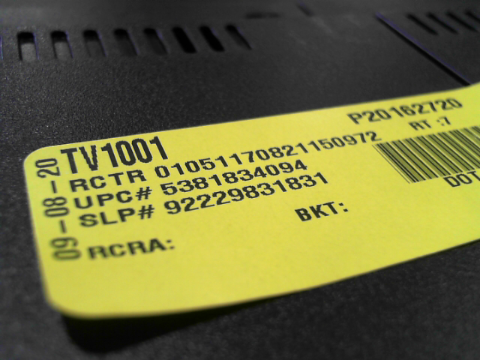 09-08-20
TV1001
P20162720
RCTR 01051170821150972
RT :7
UPC# 5381834094
SLP# 92229831831
BKT:
DOT
RCRA: